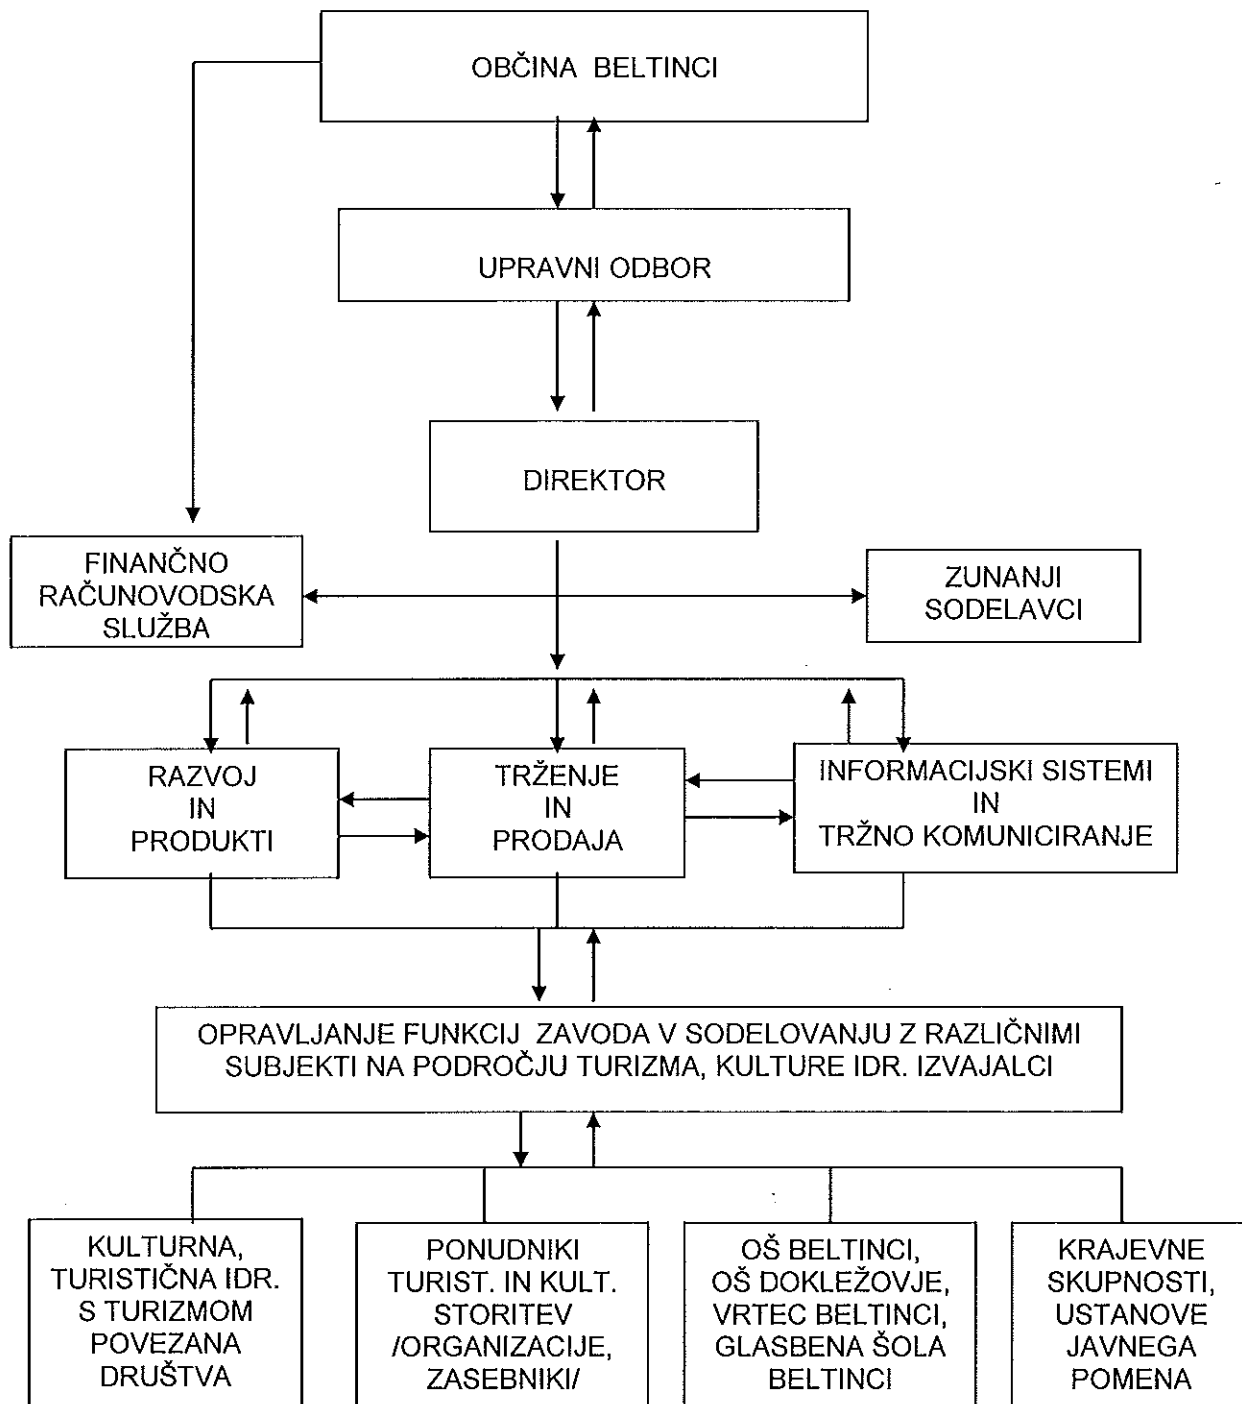 OBČINA BELTINCI
UPRAVNI ODBOR
DIREKTOR
FINANČNO
RAČUNOVODSKA
SLUŽBA
ZUNANJI
SODELAVCI
RAZVOJ
IN
PRODUKTI
TRŽENJE
IN
PRODAJA
INFORMACIJSKI SISTEMI
IN
TRŽNO KOMUNICIRANJE
OPRAVLJANJE FUNKCIJ ZAVODA V SODELOVANJU Z RAZLIČNIMI
SUBJEKTI NA PODROČJU TURIZMA, KULTURE IDR. IZVAJALCI
KULTURNA,
TURISTIČNA IDR.
S TURIZMOM
POVEZANA
DRUŠTVA
PONUDNIKI
TURIST. IN KULT.
STORITEV
/ORGANIZACIJE,
ZASEBNIKI/
OŠ BELTINCI,
OŠ DOKLEŽOVJE,
VRTEC BELTINCI,
GLASBENA ŠOLA
BELTINCI
KRAJEVNE
SKUPNOSTI,
USTANOVE
JAVNEGA
POMENA